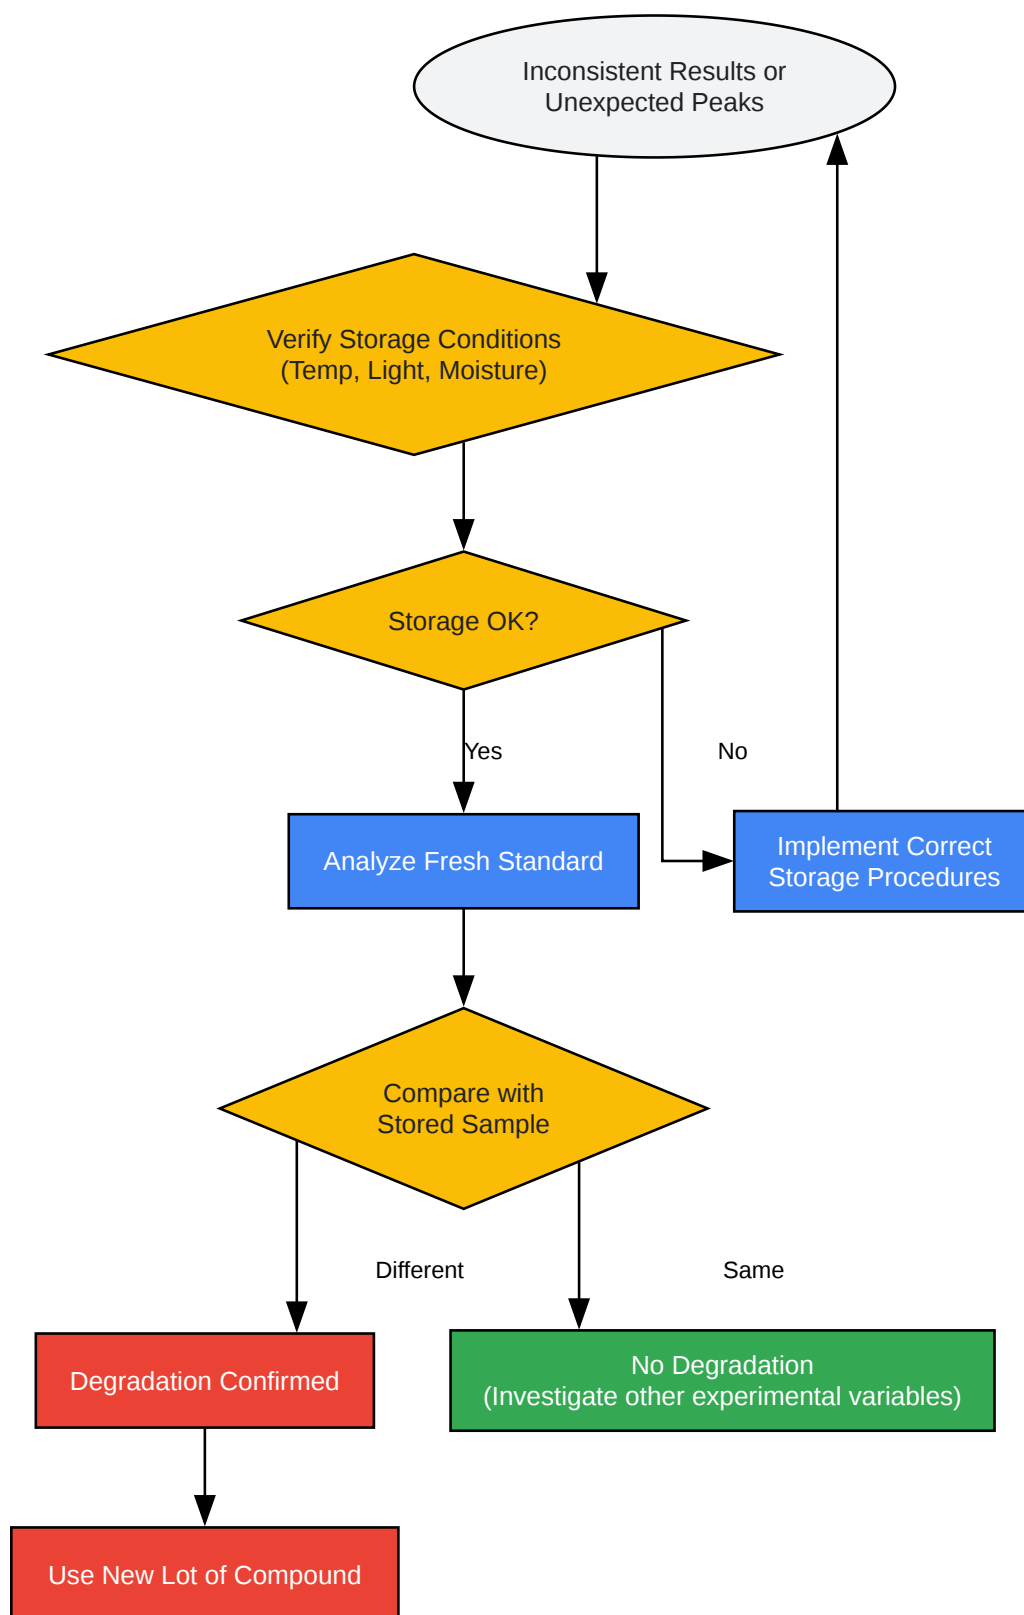 Inconsistent Results or
Unexpected Peaks
Verify Storage Conditions
(Temp, Light, Moisture)
Storage OK?
Yes
No
Analyze Fresh Standard
Implement Correct
Storage Procedures
Compare with
Stored Sample
Different
Same
Degradation Confirmed
No Degradation
(Investigate other experimental variables)
Use New Lot of Compound